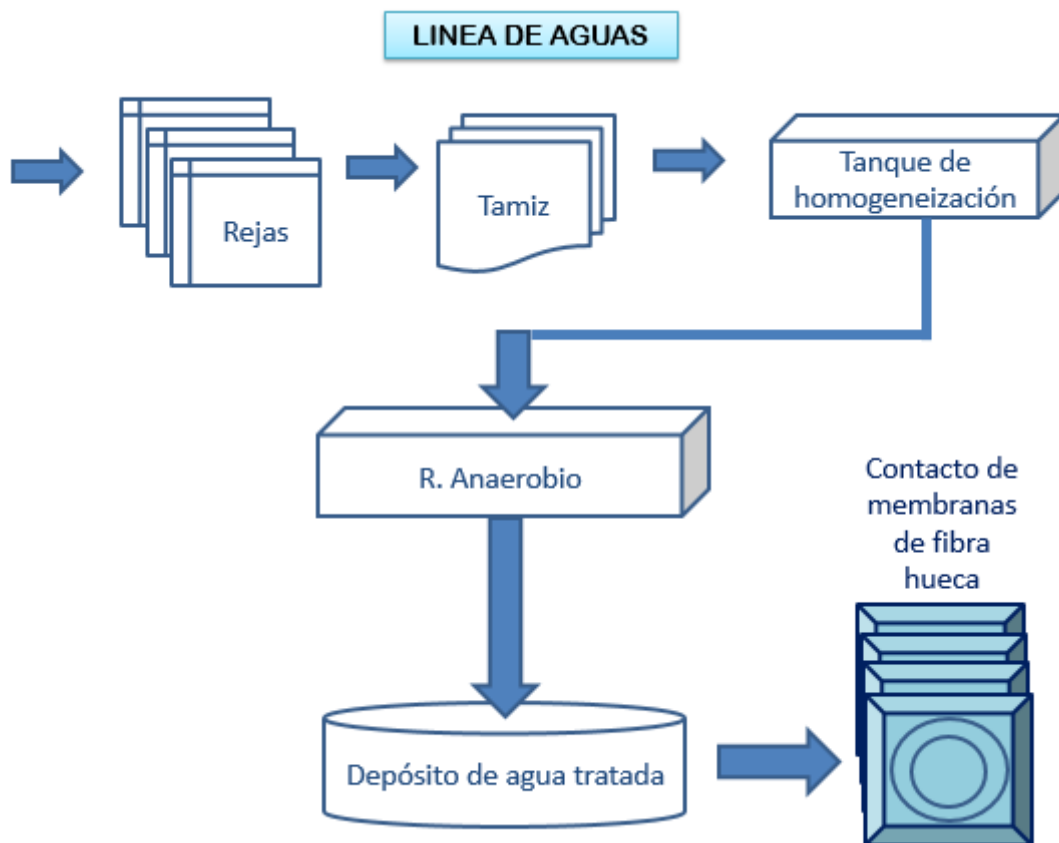 LINEA DE AGUAS
Rejas
Tamiz
Tanque de
homogeneización
R. Anaerobio
Contacto de
membranas
de fibra
hueca
Depósito de agua tratada